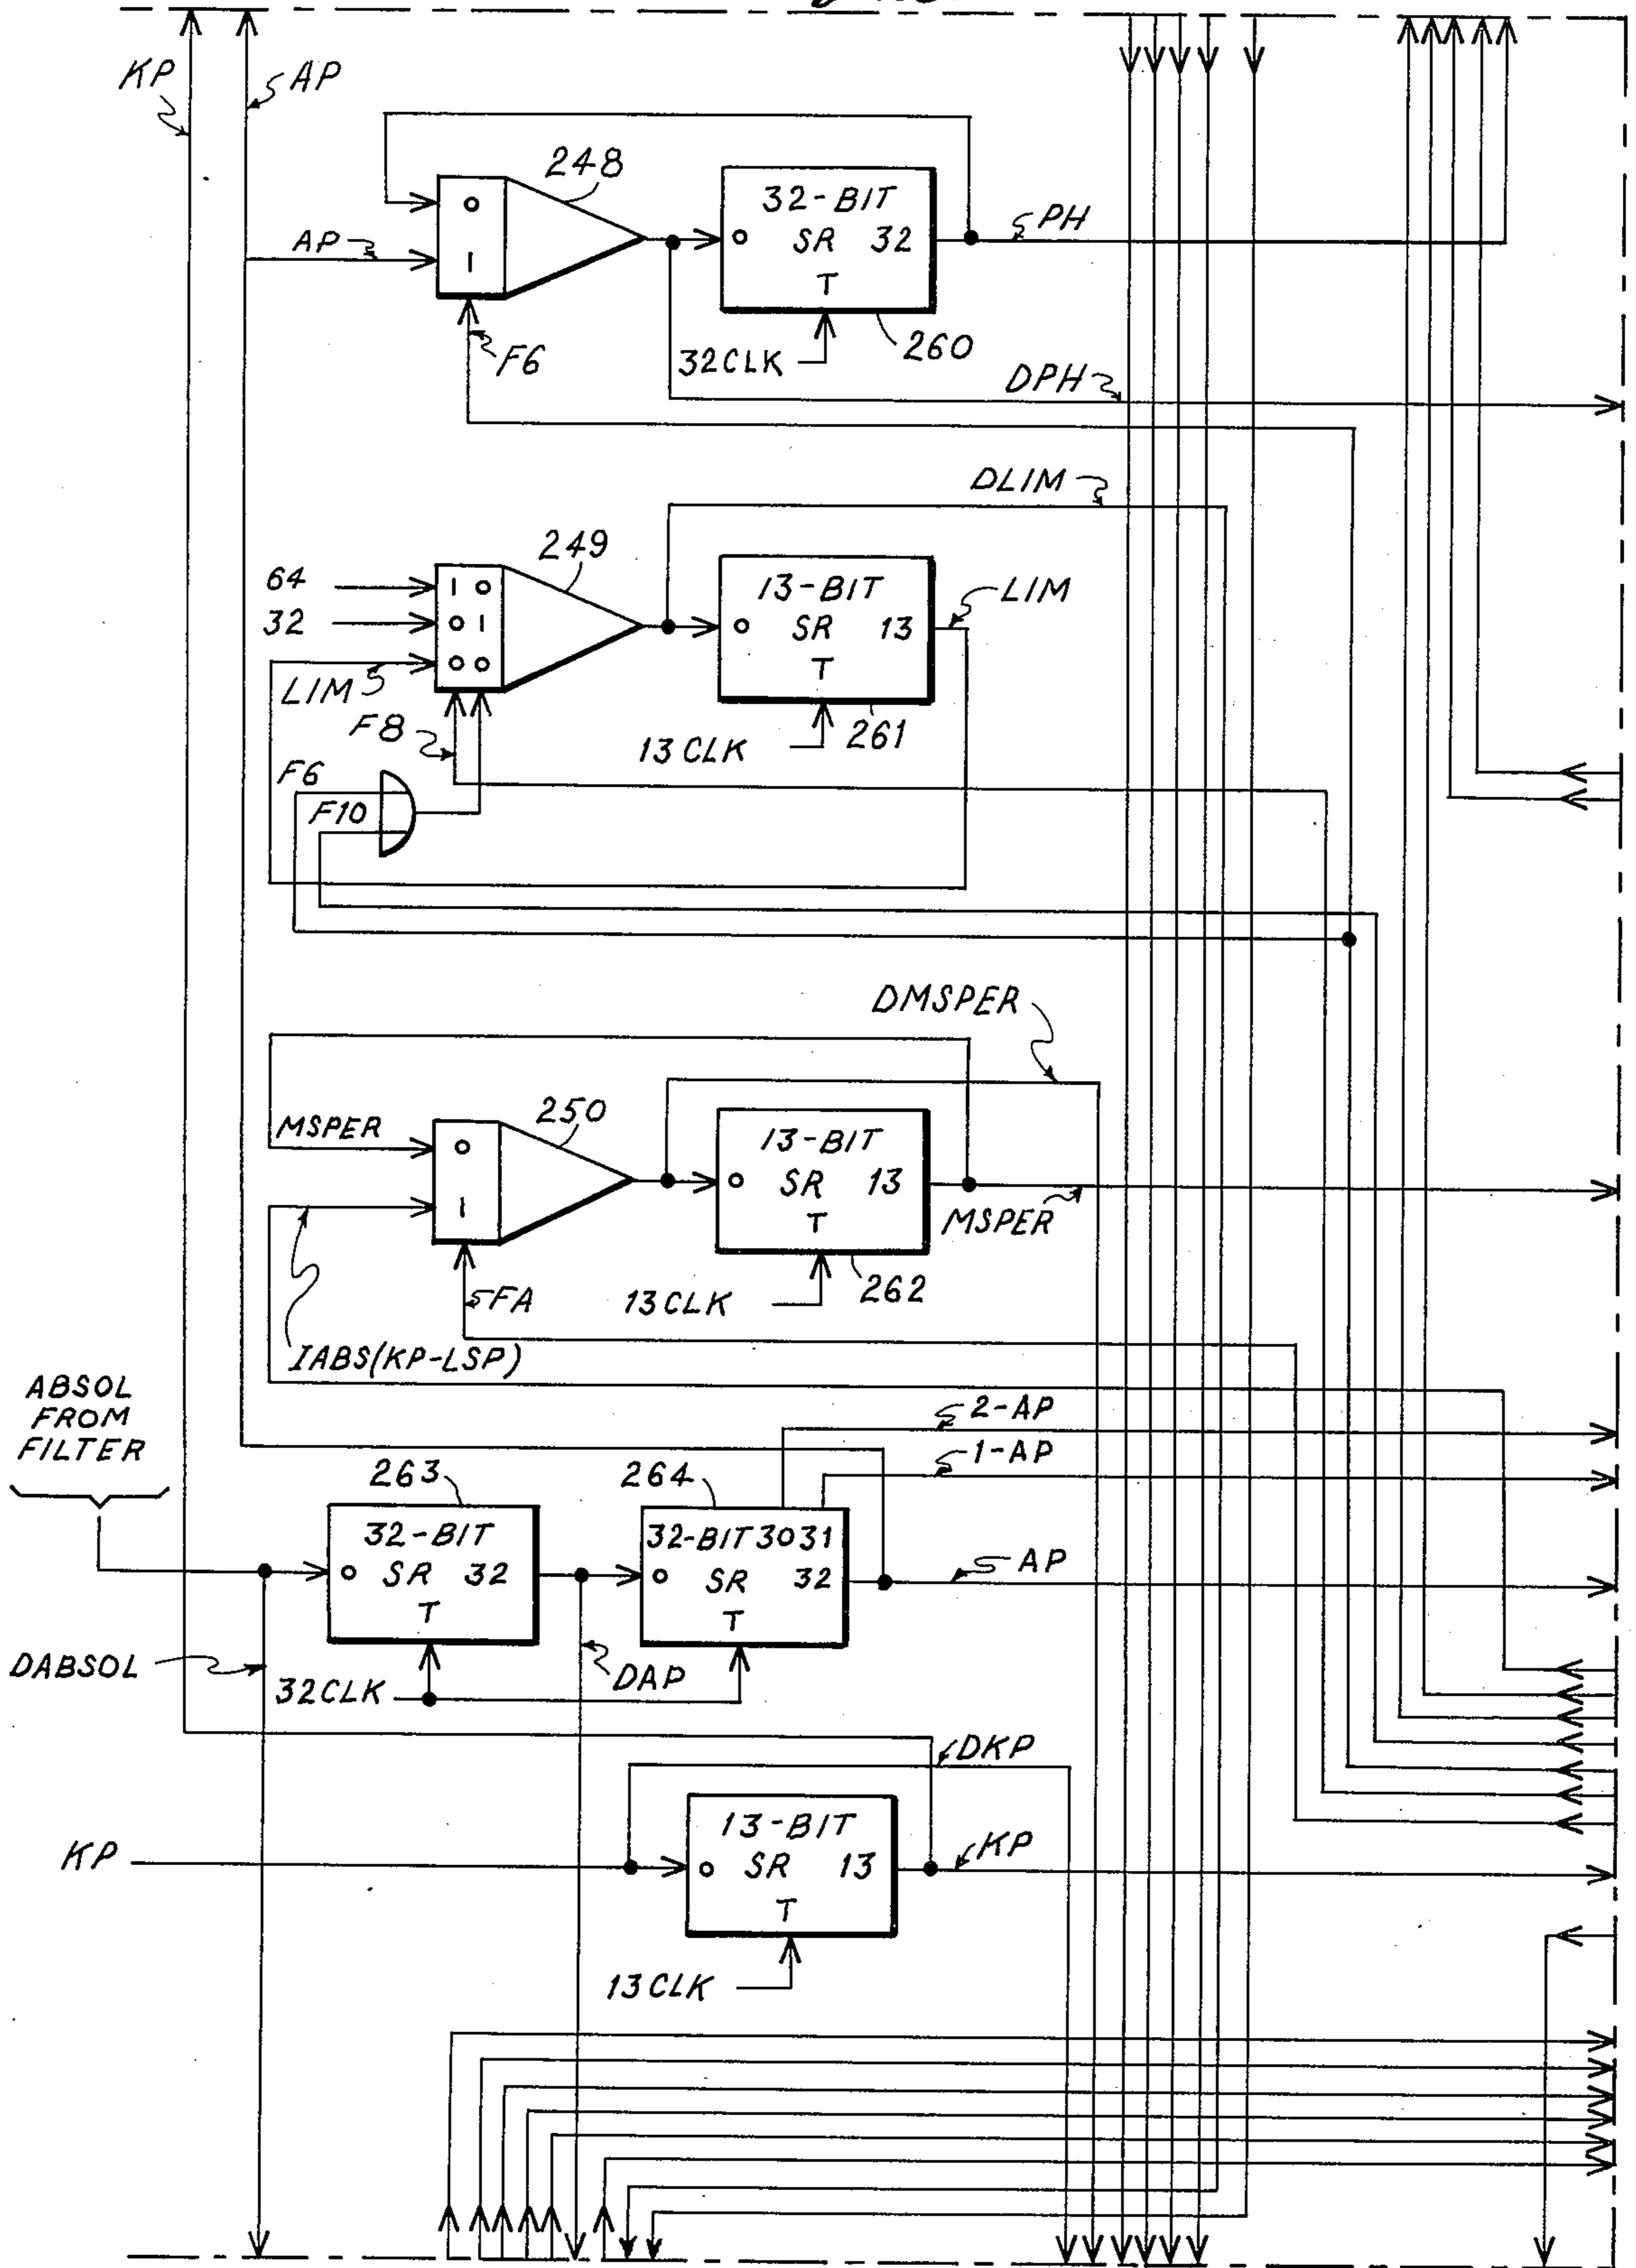 KP
AP
248
0
1
AP
32-BIT
0 SR 32
T
PH
F6
32CLK
260
DPH
DLIM
249
64
32
LIM
1 0
0 1
0 0
13-BIT
0 SR 13
T
LIM
F8
13CLK
261
F6
F10
DMSPER
250
MSPER
0
1
13-BIT
0 SR 13
T
MSPER
FA
13CLK
262
IABS(KP-LSP)
ABSOL
FROM
FILTER
2-AP
1-AP
263
264
32-BIT
0 SR 32
T
32-BIT 30 31
0 SR 32
T
AP
DABSOL
32CLK
DAP
DKP
KP
13-BIT
0 SR 13
T
KP
13CLK